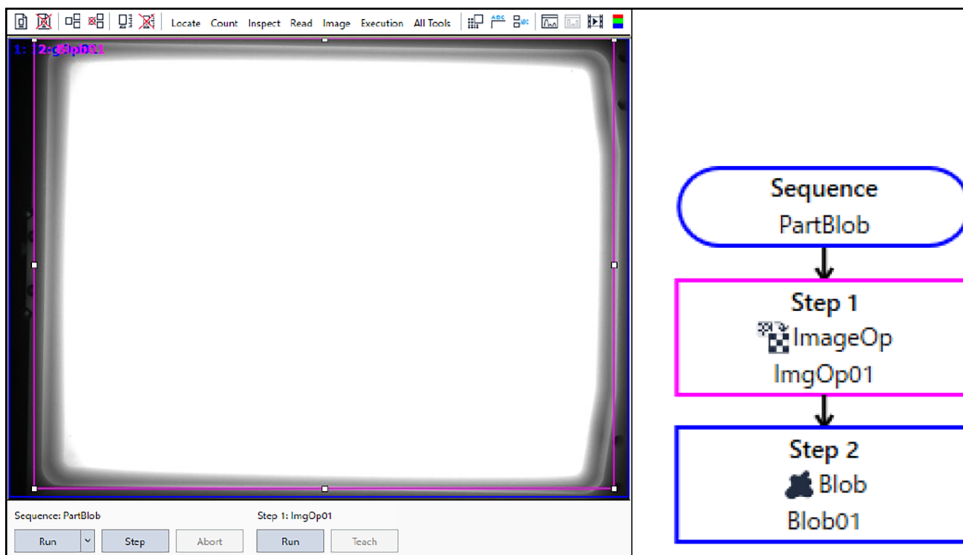 Locate Count Inspect Read Image Execution All Tools
Sequence: PartBlob Step 1: ImgOp01
Run Step Abort Run Teach
Sequence
PartBlob
Step 1
ImageOp
ImgOp01
Step 2
Blob
Blob01